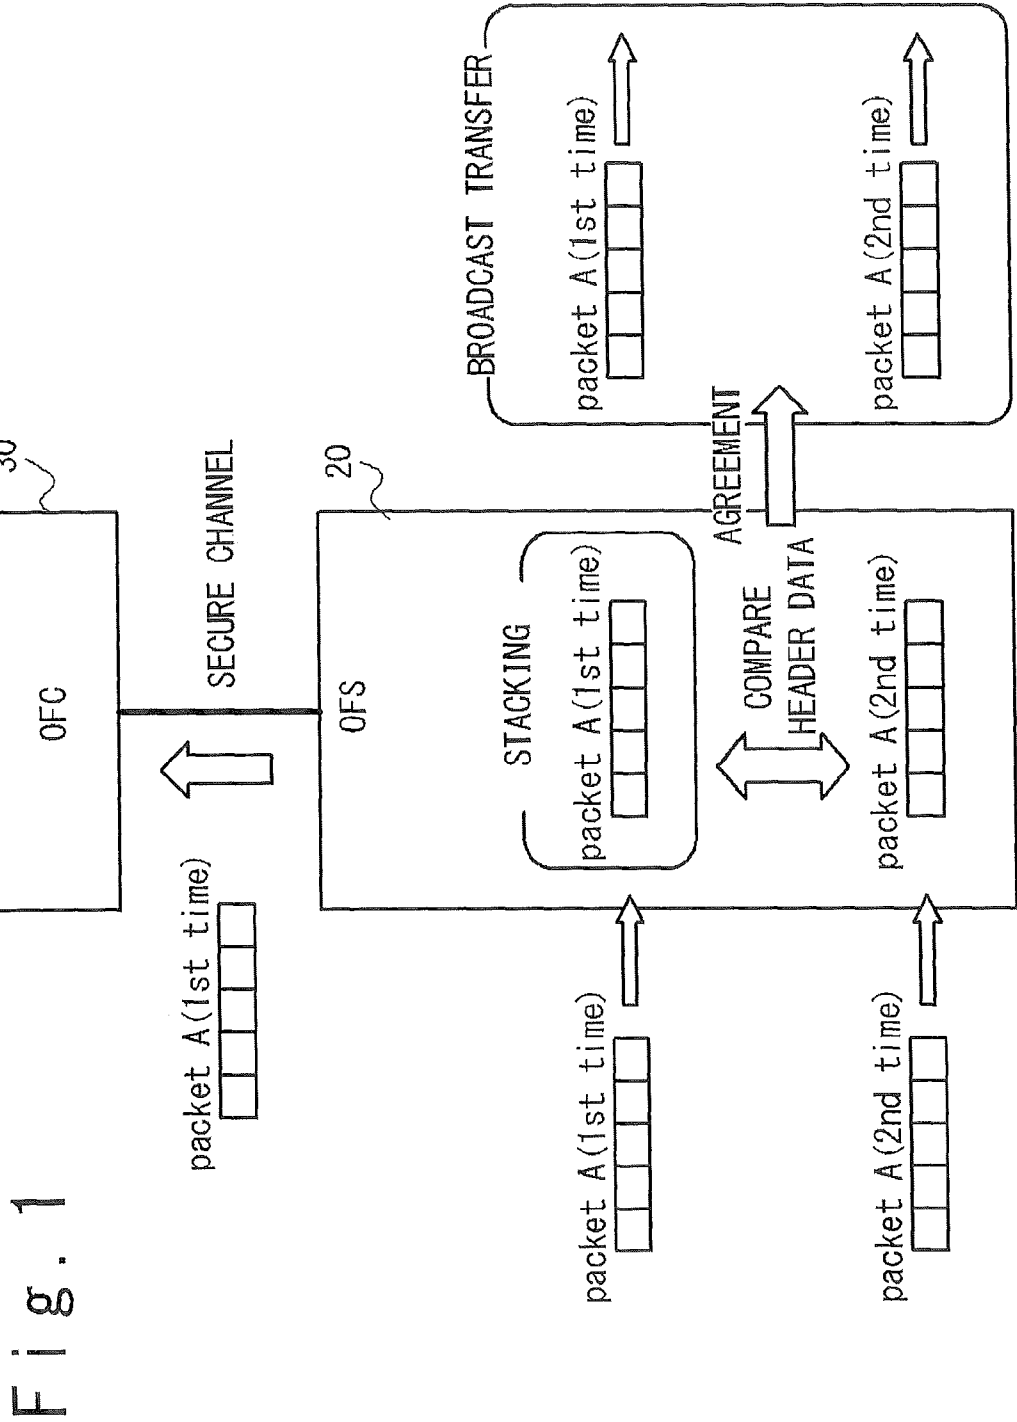 Fig. 1
30
OFC
SECURE CHANNEL
packet A(1st time)
20
OFS
STACKING
packet A(1st time)
COMPARE
HEADER DATA
packet A(2nd time)
packet A(1st time)
packet A(2nd time)
AGREEMENT
BROADCAST TRANSFER
packet A(1st time)
packet A(2nd time)